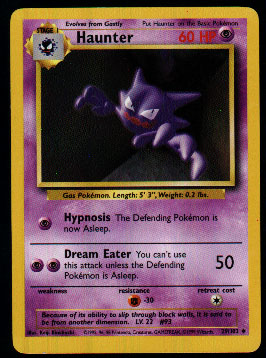 Evolves from Gastly Put Haunter on the Basic Pokémon
STAGE 1
Haunter 60 HP
Gas Pokémon. Length: 5' 3", Weight: 0.2 lbs.
Hypnosis The Defending Pokémon is
now Asleep.
Dream Eater You can't use
this attack unless the Defending
Pokémon is Asleep.
50
weakness resistance retreat cost
-30
Because of its ability to slip through block walls, it is said to
be from another dimension. LV. 22 #93
Illus. Keiji Kinebuchi